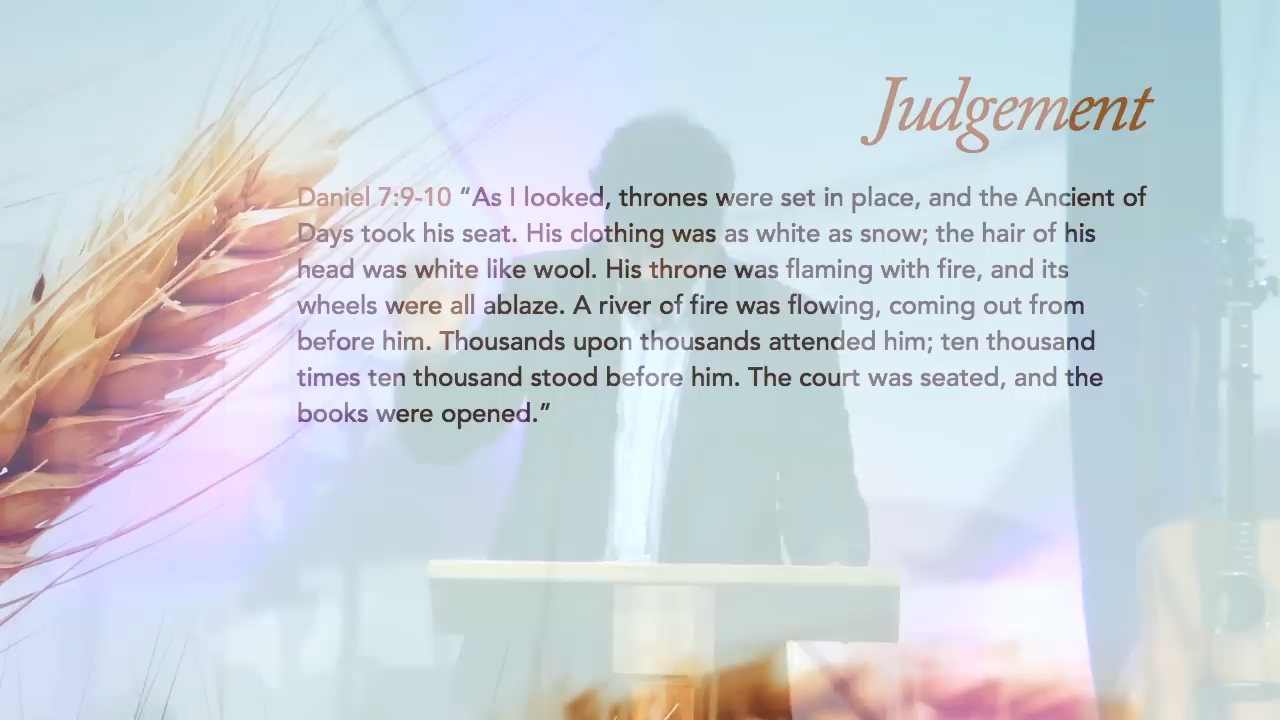 Judgement
Daniel 7:9-10 “As I looked, thrones were set in place, and the Ancient of
Days took his seat. His clothing was as white as snow; the hair of his
head was white like wool. His throne was flaming with fire, and its
wheels were all ablaze. A river of fire was flowing, coming out from
before him. Thousands upon thousands attended him; ten thousand
times ten thousand stood before him. The court was seated, and the
books were opened.”